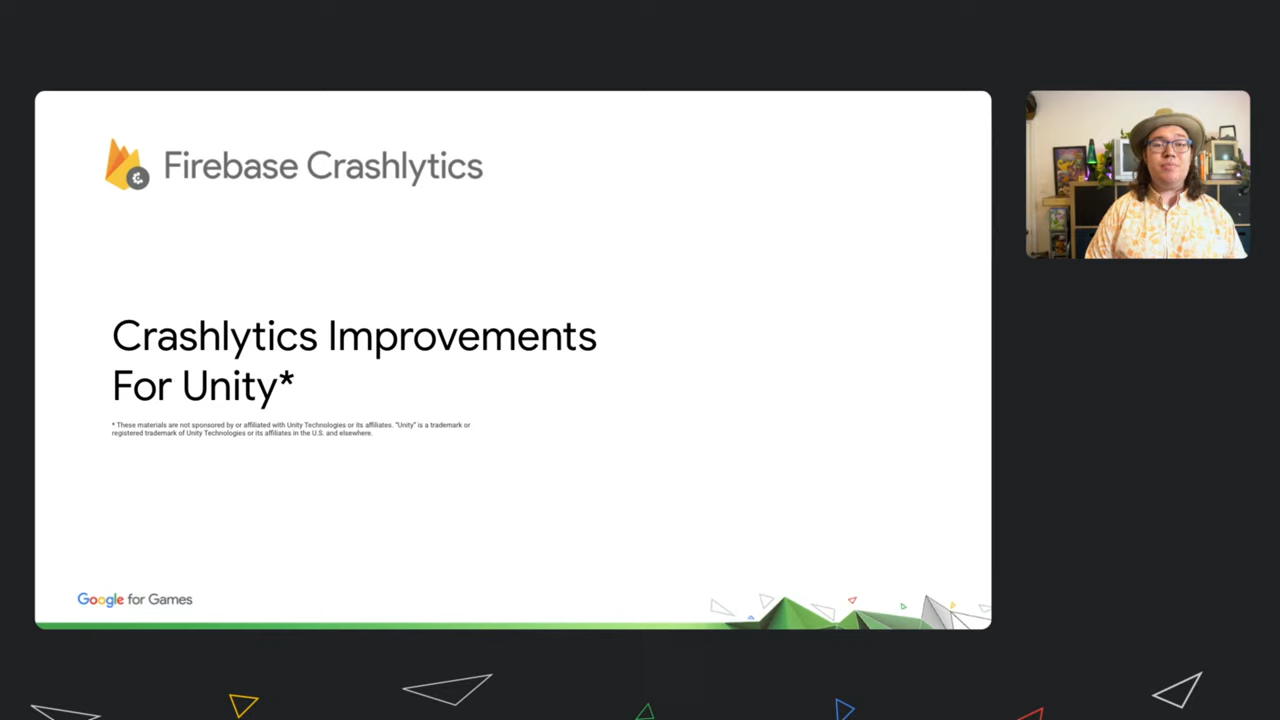 Firebase Crashlytics
Crashlytics Improvements
For Unity*
* These materials are not sponsored by or affiliated with Unity Technologies or its affiliates. "Unity" is a trademark or
registered trademark of Unity Technologies or its affiliates in the U.S. and elsewhere.
Google for Games